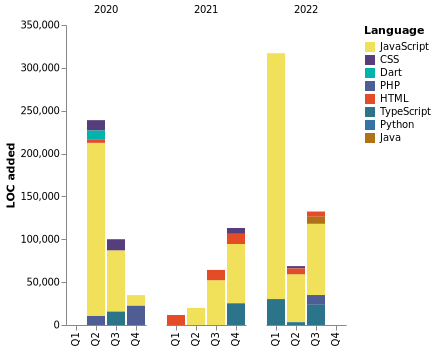 2020 2021 2022
Language
JavaScript
CSS
Dart
PHP
HTML
TypeScript
Python
Java
LOC added
350,000
300,000
250,000
200,000
150,000
100,000
50,000
0
Q1 Q2 Q3 Q4 Q1 Q2 Q3 Q4 Q1 Q2 Q3 Q4